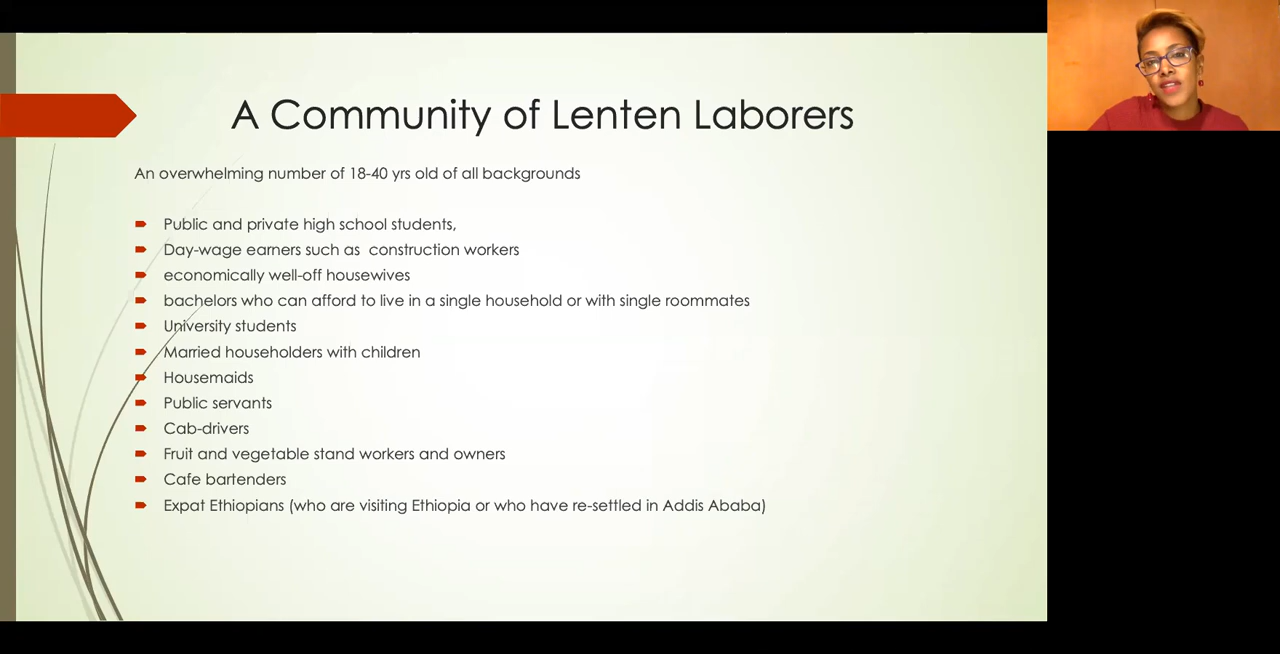 A Community of Lenten Laborers
An overwhelming number of 18-40 yrs old of all backgrounds
Public and private high school students,
Day-wage earners such as  construction workers
economically well-off housewives
bachelors who can afford to live in a single household or with single roommates
University students
Married householders with children
Housemaids
Public servants
Cab-drivers
Fruit and vegetable stand workers and owners
Cafe bartenders
Expat Ethiopians (who are visiting Ethiopia or who have re-settled in Addis Ababa)